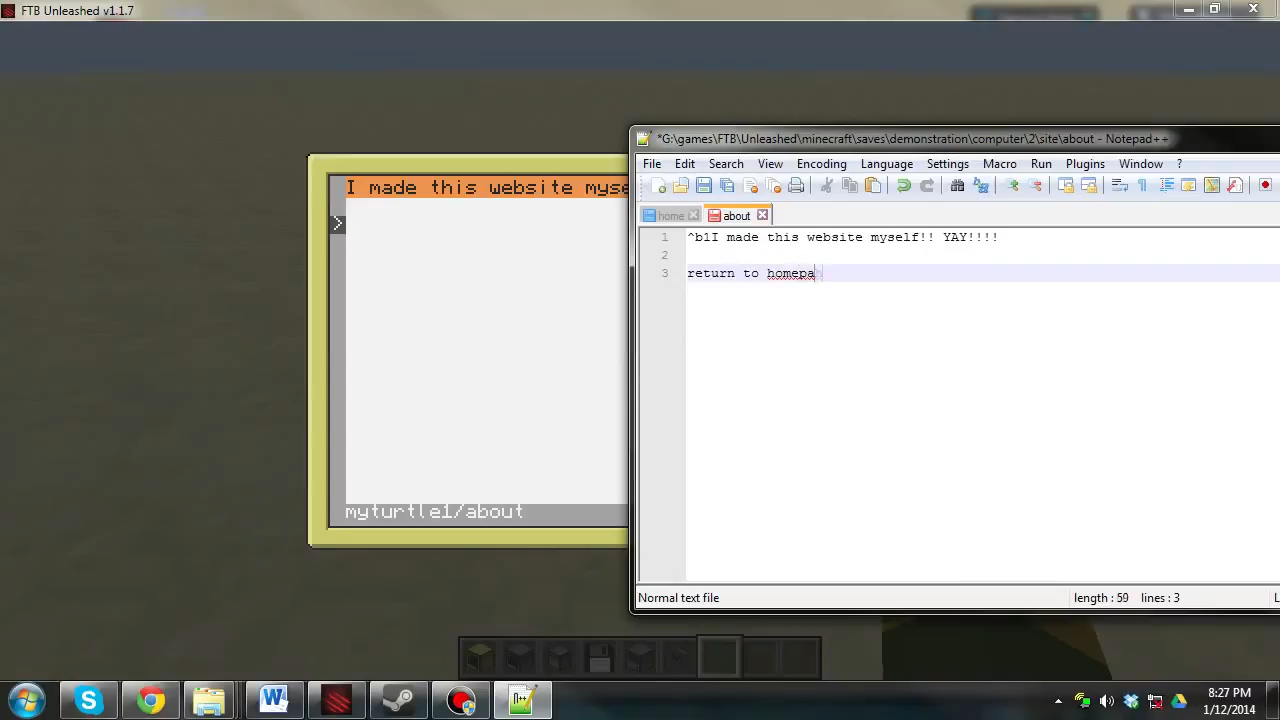 FTB Unleashed v1.1.7
*G:\games\FTB\Unleashed\minecraft\saves\demonstration\computer\2\site\about - Notepad++
File Edit Search View Encoding Language Settings Macro Run Plugins Window ?
home about
I made this website myse
>
myturtle1/about
1 ^b1I made this website myself!! YAY!!!!
2
3 return to homepa
Normal text file length : 59 lines : 3 L
8:27 PM
1/12/2014